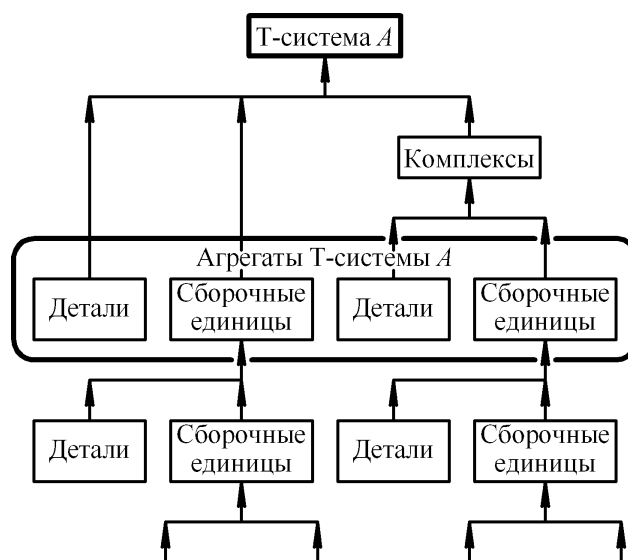 Т-система А
Комплексы
Агрегаты Т-системы А
Детали
Сборочные
единицы
Детали
Сборочные
единицы
Детали
Сборочные
единицы
Детали
Сборочные
единицы